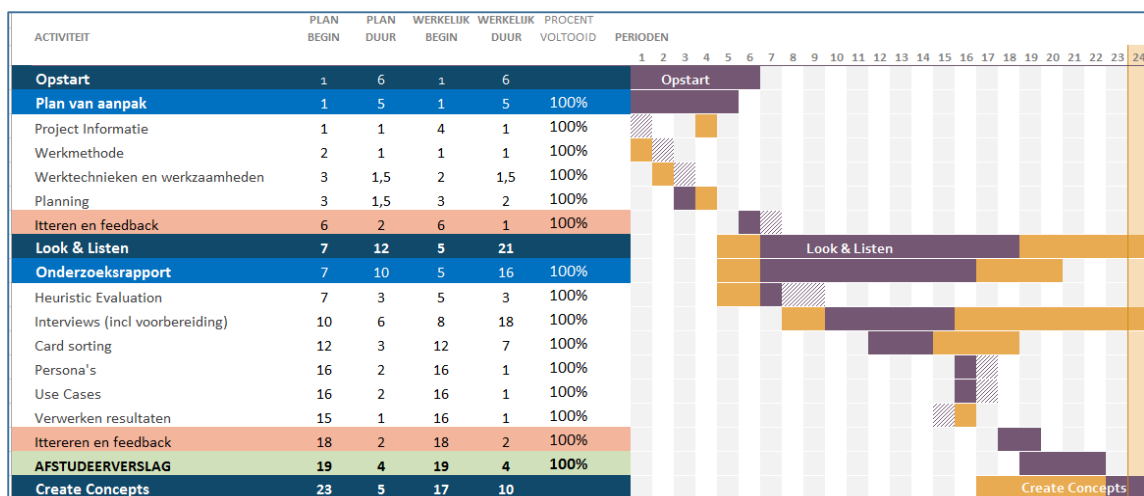 PLAN PLAN WERKELIJK WERKELIJK PROCENT
ACTIVITEIT BEGIN DUUR BEGIN DUUR VOLTOOID PERIODEN
1 2 3 4 5 6 7 8 9 10 11 12 13 14 15 16 17 18 19 20 21 22 23 24
Opstart 1 6 1 6 Opstart
Plan van aanpak 1 5 1 5 100%
Project Informatie 1 1 4 1 100%
Werkmethode 2 1 1 1 100%
Werktechnieken en werkzaamheden 3 1,5 2 1,5 100%
Planning 3 1,5 3 2 100%
Itteren en feedback 6 2 6 1 100%
Look & Listen 7 12 5 21 Look & Listen
Onderzoeksrapport 7 10 5 16 100%
Heuristic Evaluation 7 3 5 3 100%
Interviews (incl voorbereiding) 10 6 8 18 100%
Card sorting 12 3 12 7 100%
Persona's 16 2 16 1 100%
Use Cases 16 2 16 1 100%
Verwerken resultaten 15 1 16 1 100%
Ittereren en feedback 18 2 18 2 100%
AFSTUDEERVERSLAG 19 4 19 4 100%
Create Concepts 23 5 17 10 Create Concepts